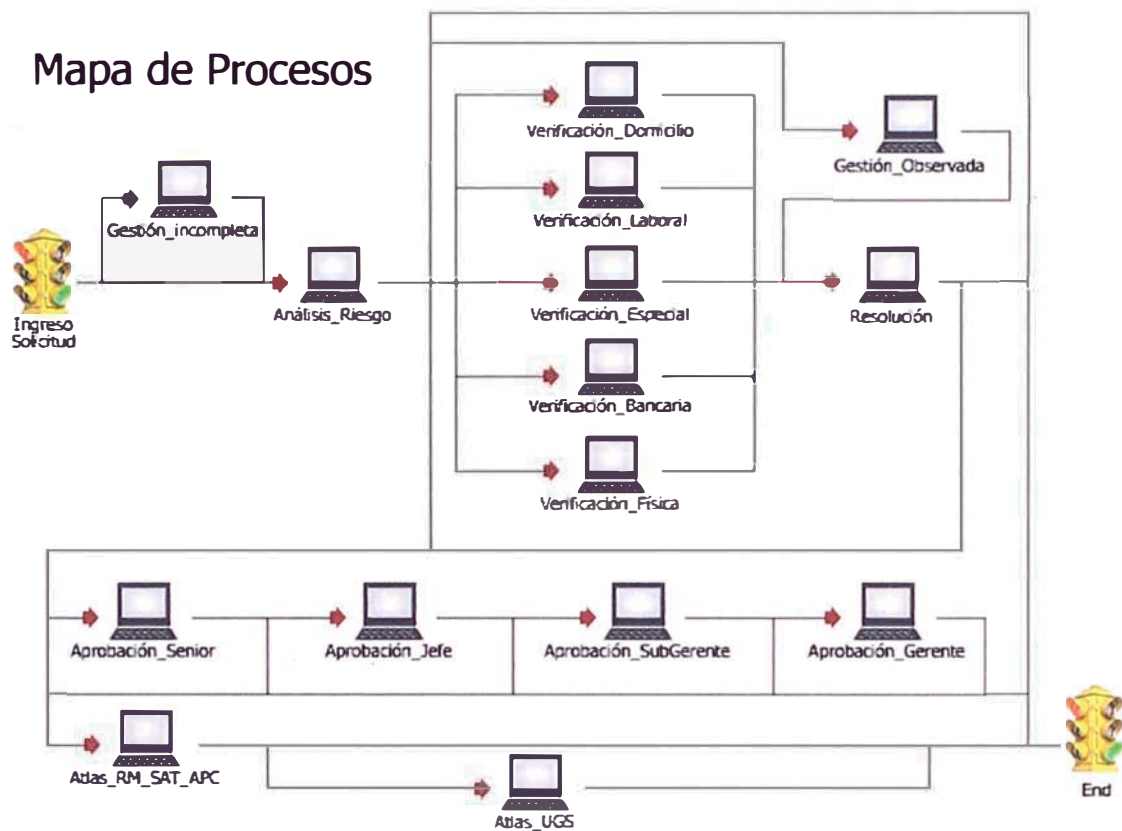 Mapa de Procesos
Verificación_Domicilio
Gestión_Observada
Verificación_Laboral
Gestión_incompleta
Ingreso
Solicitud
Análisis_Riesgo
Verificación_Especial
Resolución
Verificación_Bancaria
Verificación_Física
Aprobación_Senior
Aprobación_Jefe
Aprobación_SubGerente
Aprobación_Gerente
Atlas_RM_SAT_APC
Atlas_UGS
End